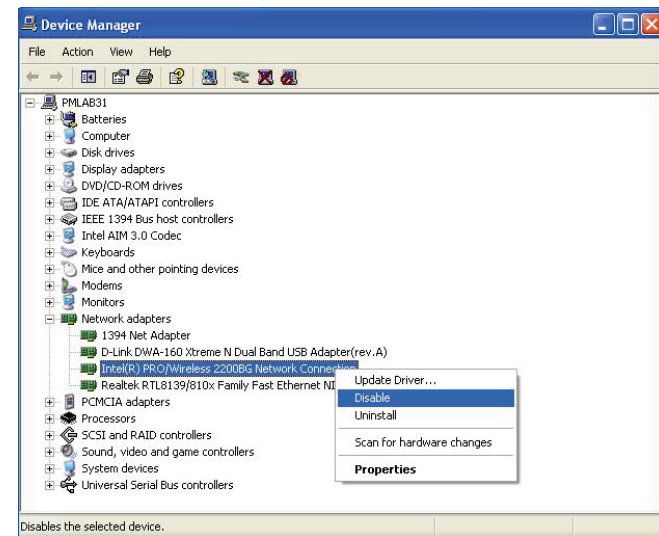 Device Manager
File Action View Help
PMLAB31
Batteries
Computer
Disk drives
Display adapters
DVD/CD-ROM drives
IDE ATA/ATAPI controllers
IEEE 1394 Bus host controllers
Intel AIM 3.0 Codec
Keyboards
Mice and other pointing devices
Modems
Monitors
Network adapters
1394 Net Adapter
D-Link DWA-160 Xtreme N Dual Band USB Adapter(rev.A)
Intel(R) PRO/Wireless 2200BG Network Connection
Realtek RTL8139/810x Family Fast Ethernet NI
Update Driver...
Disable
Uninstall
Scan for hardware changes
Properties
PCMCIA adapters
Processors
SCSI and RAID controllers
Sound, video and game controllers
System devices
Universal Serial Bus controllers
Disables the selected device.